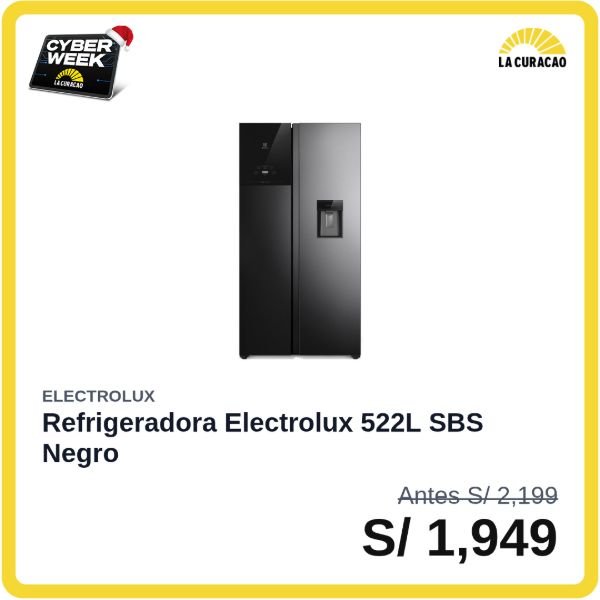 CYBER
WEEK
LA CURACAO
LA CURACAO
ELECTROLUX
Refrigeradora Electrolux 522L SBS
Negro
Antes S/ 2,199
S/ 1,949